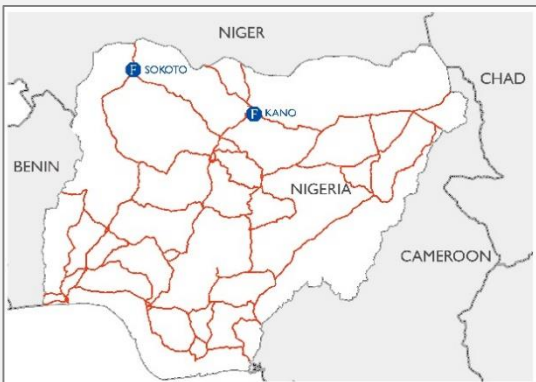 NIGER
F SOKOTO
CHAD
F KANO
BENIN
NIGERIA
CAMEROON